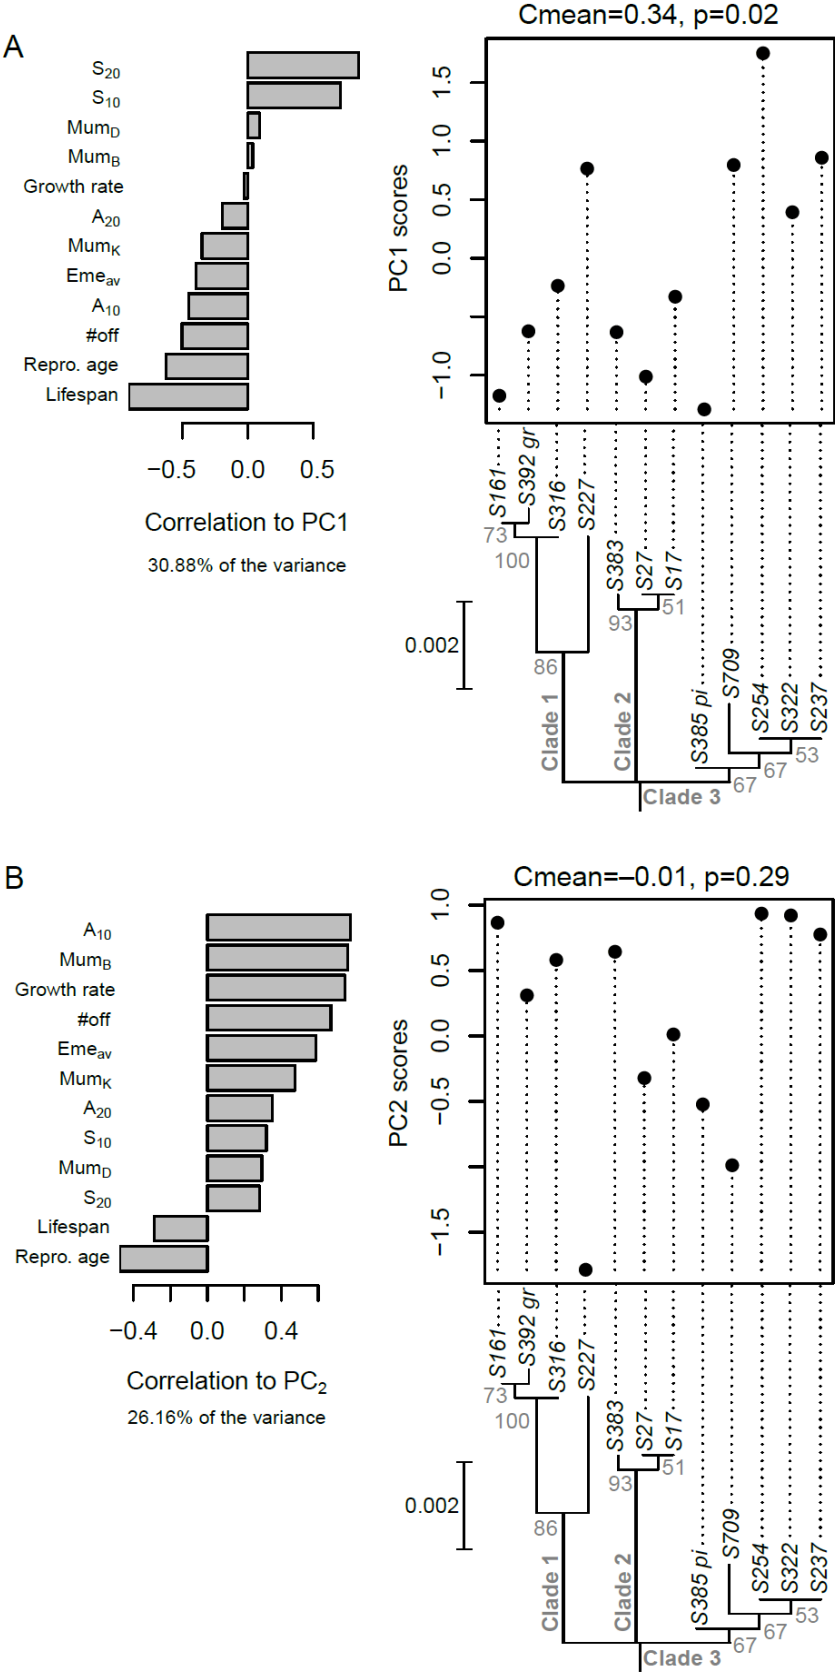 A
Cmean=0.34, p=0.02
S20
S10
MumD
MumB
Growth rate
A20
MumK
Emeav
A10
#off
Repro. age
Lifespan
−0.5 0.0 0.5
Correlation to PC1
30.88% of the variance
PC1 scores
1.5
1.0
0.5
0.0
−1.0
S161
S392 gr
S316
S227
S383
S27
S17
S385 pi
S709
S254
S322
S237
73
100
86
93
51
53
67
67
0.002
Clade 1
Clade 2
Clade 3
B
Cmean=–0.01, p=0.29
A10
MumB
Growth rate
#off
Emeav
MumK
A20
S10
MumD
S20
Lifespan
Repro. age
−0.4 0.0 0.4
Correlation to PC2
26.16% of the variance
PC2 scores
1.0
0.5
0.0
−0.5
−1.5
S161
S392 gr
S316
S227
S383
S27
S17
S385 pi
S709
S254
S322
S237
73
100
86
93
51
53
67
67
0.002
Clade 1
Clade 2
Clade 3